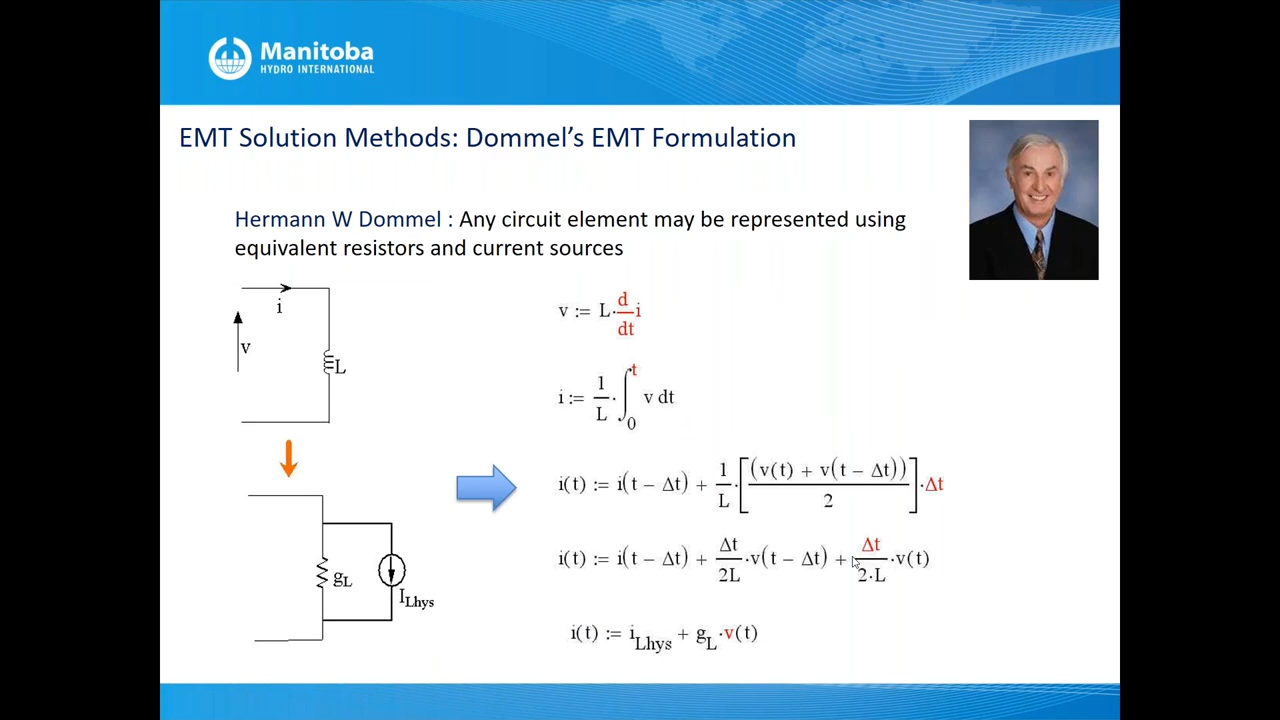 Manitoba
HYDRO INTERNATIONAL
EMT Solution Methods: Dommel's EMT Formulation
Hermann W Dommel : Any circuit element may be represented using
equivalent resistors and current sources
i
v
L
g_L
I_Lhys
v := L·d/dt i
i := 1/L · ∫_0^t v dt
i(t) := i(t − Δt) + 1/L·[(v(t) + v(t − Δt))/2]·Δt
i(t) := i(t − Δt) + Δt/2L·v(t − Δt) + Δt/2·L·v(t)
i(t) := i_Lhys + g_L·v(t)